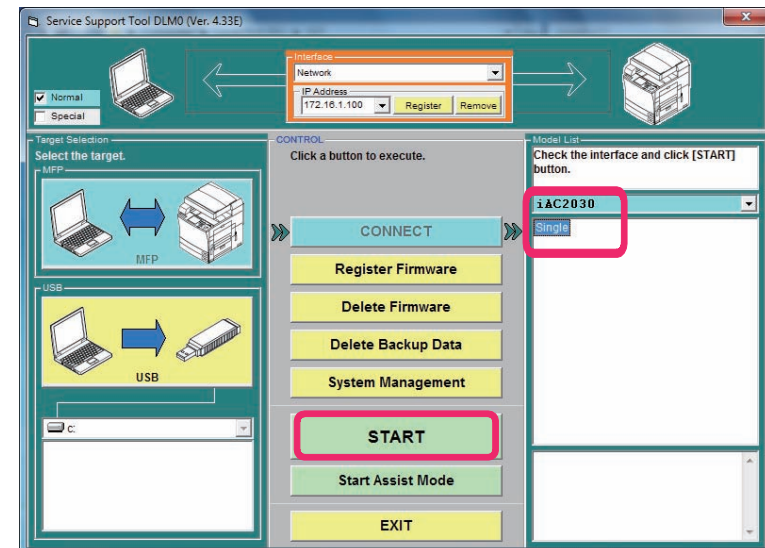 Service Support Tool DLM0 (Ver. 4.33E)
Interface
Network
IP Address
172.16.1.100
Register
Remove
Normal
Special
Target Selection
Select the target.
MFP
MFP
USB
USB
c:
CONTROL
Click a button to execute.
CONNECT
Register Firmware
Delete Firmware
Delete Backup Data
System Management
START
Start Assist Mode
EXIT
Model List
Check the interface and click [START]
button.
iAC2030
Single